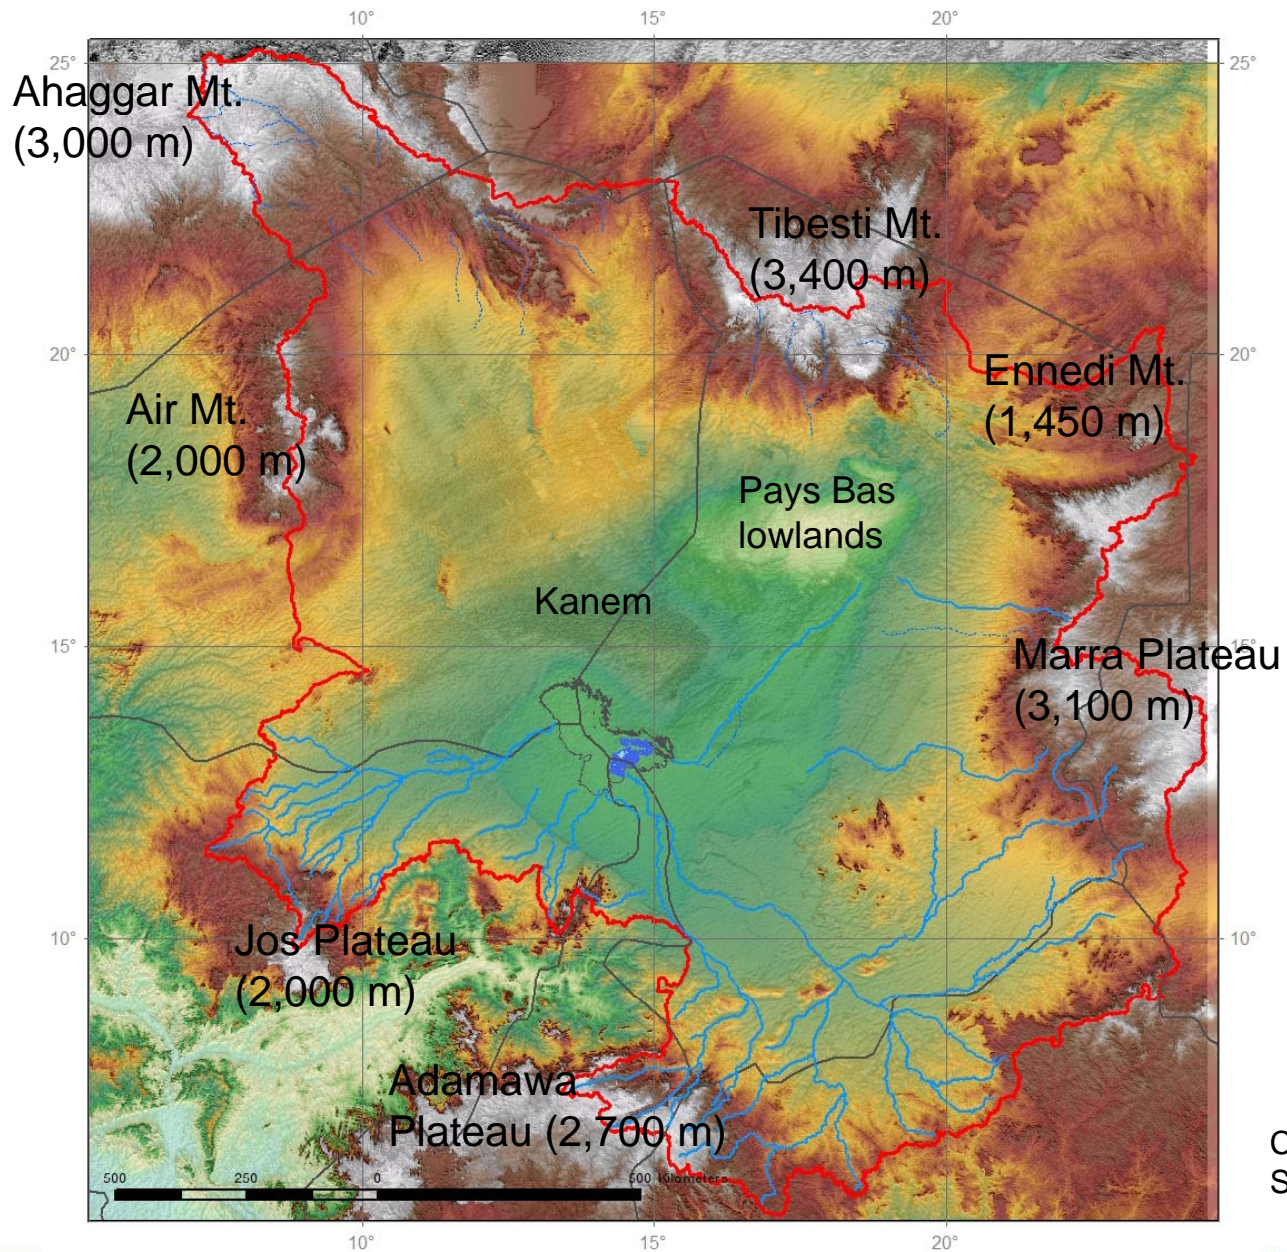 10° 15° 20°
25° 25°
Ahaggar Mt.
(3,000 m)
Tibesti Mt.
(3,400 m)
20° 20°
Ennedi Mt.
(1,450 m)
Air Mt.
(2,000 m)
Pays Bas
lowlands
Kanem
15° 15°
Marra Plateau
(3,100 m)
10° 10°
Jos Plateau
(2,000 m)
Adamawa
Plateau (2,700 m)
500 250 0 500 Kilometers
10° 15° 20°